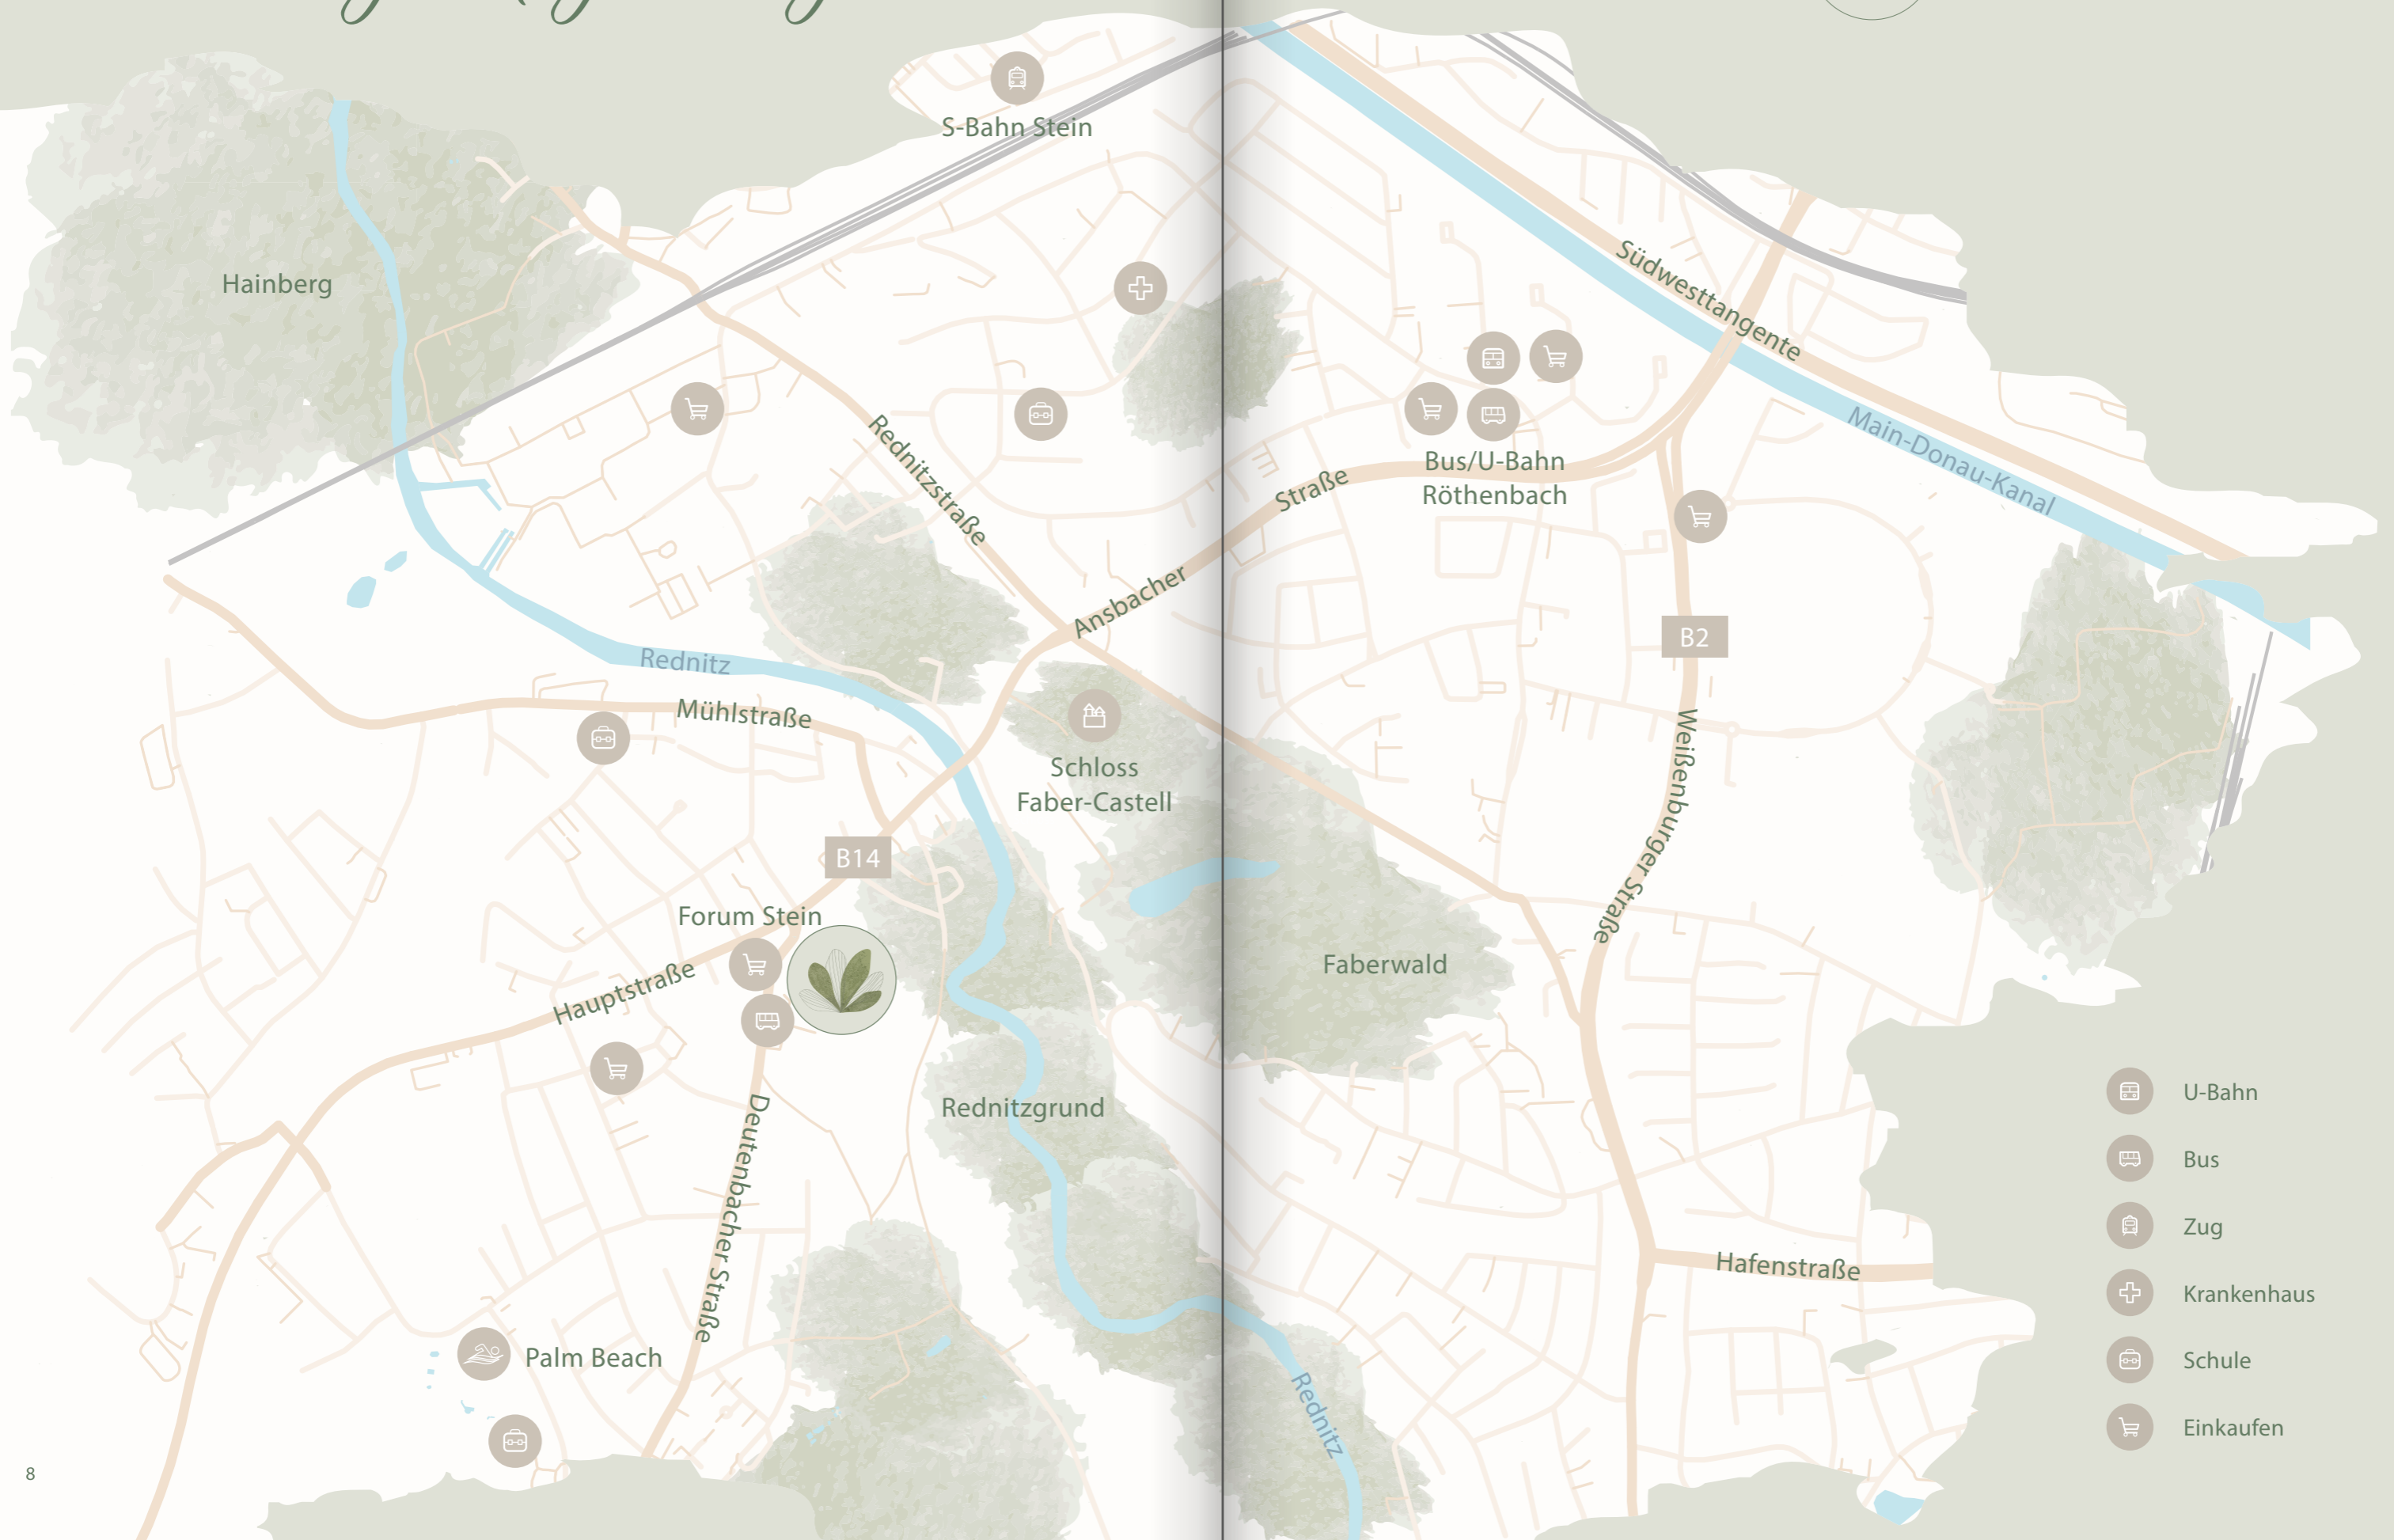 S-Bahn Stein
Hainberg
Südwesttangente
Main-Donau-Kanal
Rednitzstraße
Bus/U-Bahn
Röthenbach
Ansbacher
Straße
B2
Rednitz
Mühlstraße
Schloss
Faber-Castell
Weißenburger Straße
B14
Forum Stein
Hauptstraße
Faberwald
Rednitzgrund
Deutenbacher Straße
Hafenstraße
Palm Beach
Rednitz
U-Bahn
Bus
Zug
Krankenhaus
Schule
Einkaufen
8